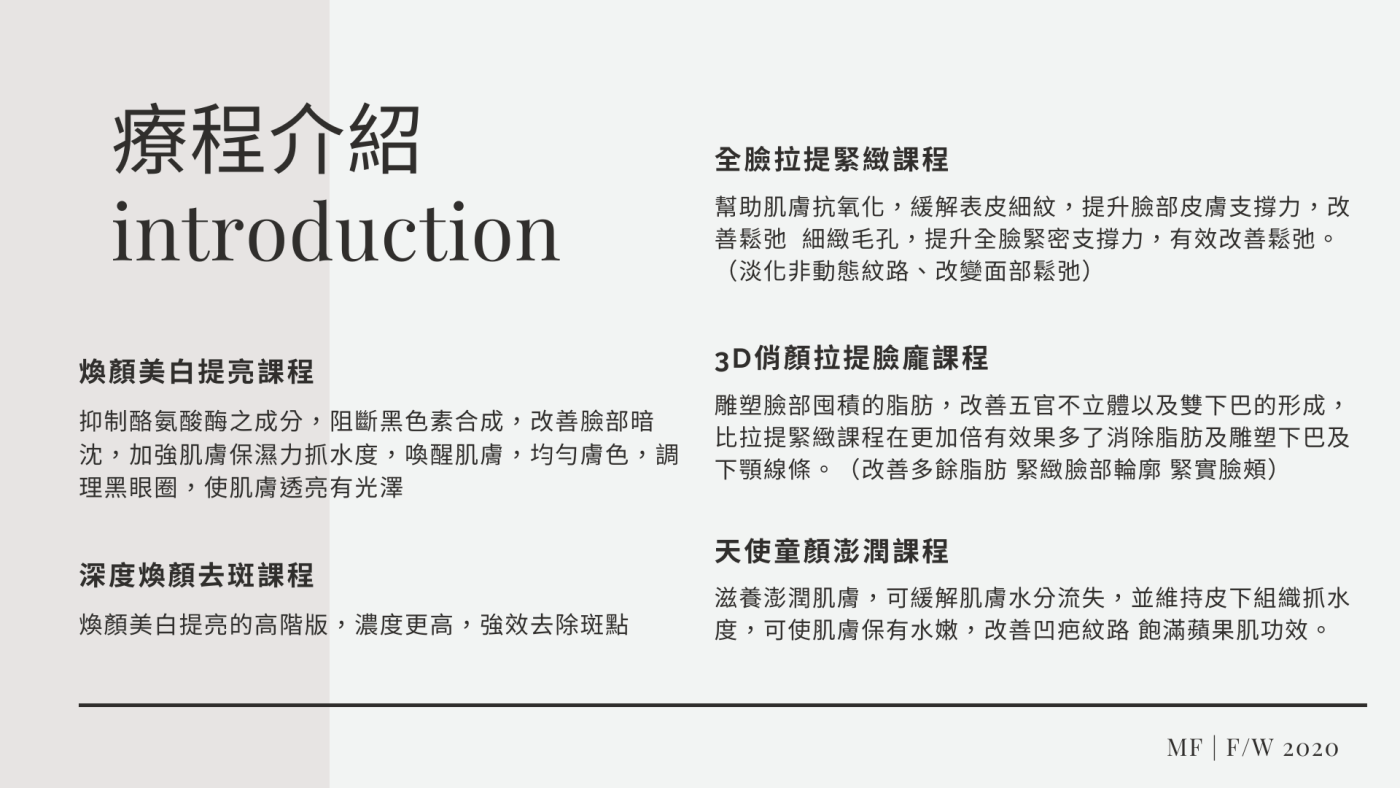 療程介紹
introduction
煥顏美白提亮課程
抑制酪氨酸酶之成分，阻斷黑色素合成，改善臉部暗
沈，加強肌膚保濕力抓水度，喚醒肌膚，均勻膚色，調
理黑眼圈，使肌膚透亮有光澤
深度煥顏去斑課程
煥顏美白提亮的高階版，濃度更高，強效去除斑點
全臉拉提緊緻課程
幫助肌膚抗氧化，緩解表皮細紋，提升臉部皮膚支撐力，改
善鬆弛 細緻毛孔，提升全臉緊密支撐力，有效改善鬆弛。
（淡化非動態紋路、改變面部鬆弛）
3D俏顏拉提臉龐課程
雕塑臉部囤積的脂肪，改善五官不立體以及雙下巴的形成，
比拉提緊緻課程在更加倍有效果多了消除脂肪及雕塑下巴及
下顎線條。（改善多餘脂肪 緊緻臉部輪廓 緊實臉頰）
天使童顏澎潤課程
滋養澎潤肌膚，可緩解肌膚水分流失，並維持皮下組織抓水
度，可使肌膚保有水嫩，改善凹疤紋路 飽滿蘋果肌功效。
MF | F/W 2020